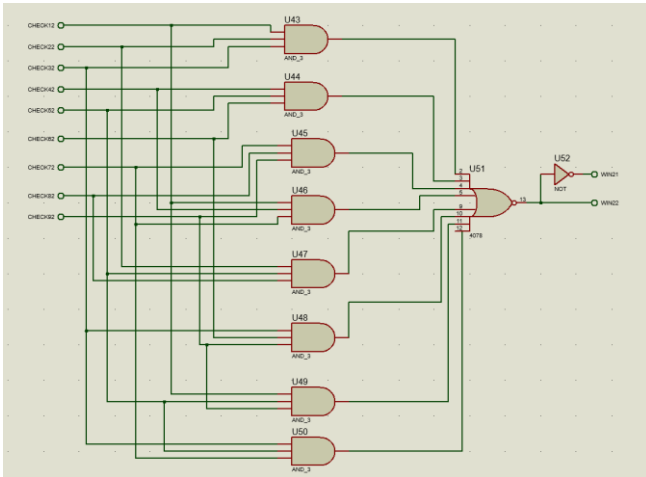 CHECK12
CHECK22
CHECK32
CHECK42
CHECK52
CHECK62
CHECK72
CHECK82
CHECK92
U43
AND_3
U44
AND_3
U45
AND_3
U46
AND_3
U47
AND_3
U48
AND_3
U49
AND_3
U50
AND_3
U51
2
3
4
5
9
10
11
12
13
4078
U52
NOT
WIN21
WIN22